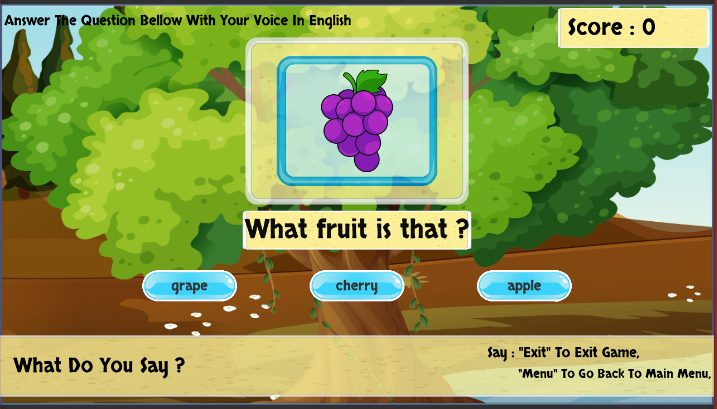 Answer The Question Bellow With Your Voice In English
Score : 0
What fruit is that ?
grape
cherry
apple
What Do You Say ?
Say : "Exit" To Exit Game,
"Menu" To Go Back To Main Menu,